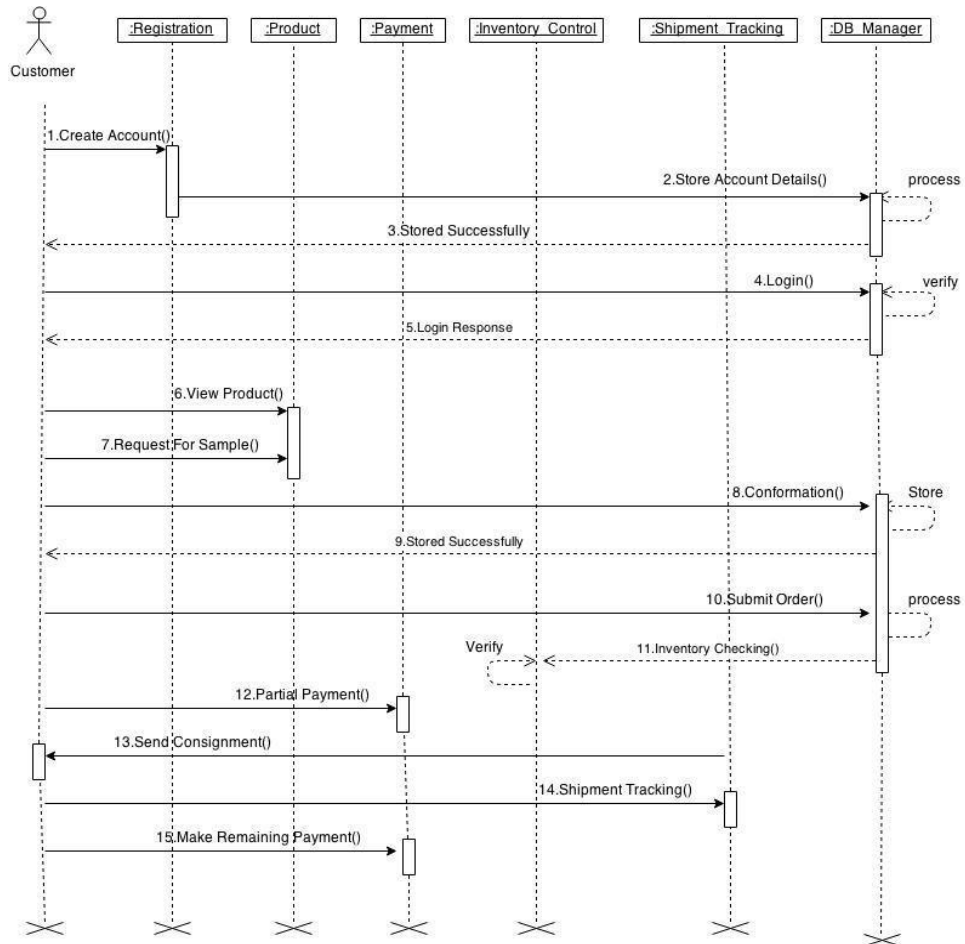 :Registration
:Product
:Payment
:Inventory_Control
:Shipment_Tracking
:DB_Manager
Customer
1.Create Account()
2.Store Account Details()
process
3.Stored Successfully
4.Login()
verify
5.Login Response
6.View Product()
7.Request For Sample()
8.Conformation()
Store
9.Stored Successfully
10.Submit Order()
process
Verify
11.Inventory Checking()
12.Partial Payment()
13.Send Consignment()
14.Shipment Tracking()
15.Make Remaining Payment()